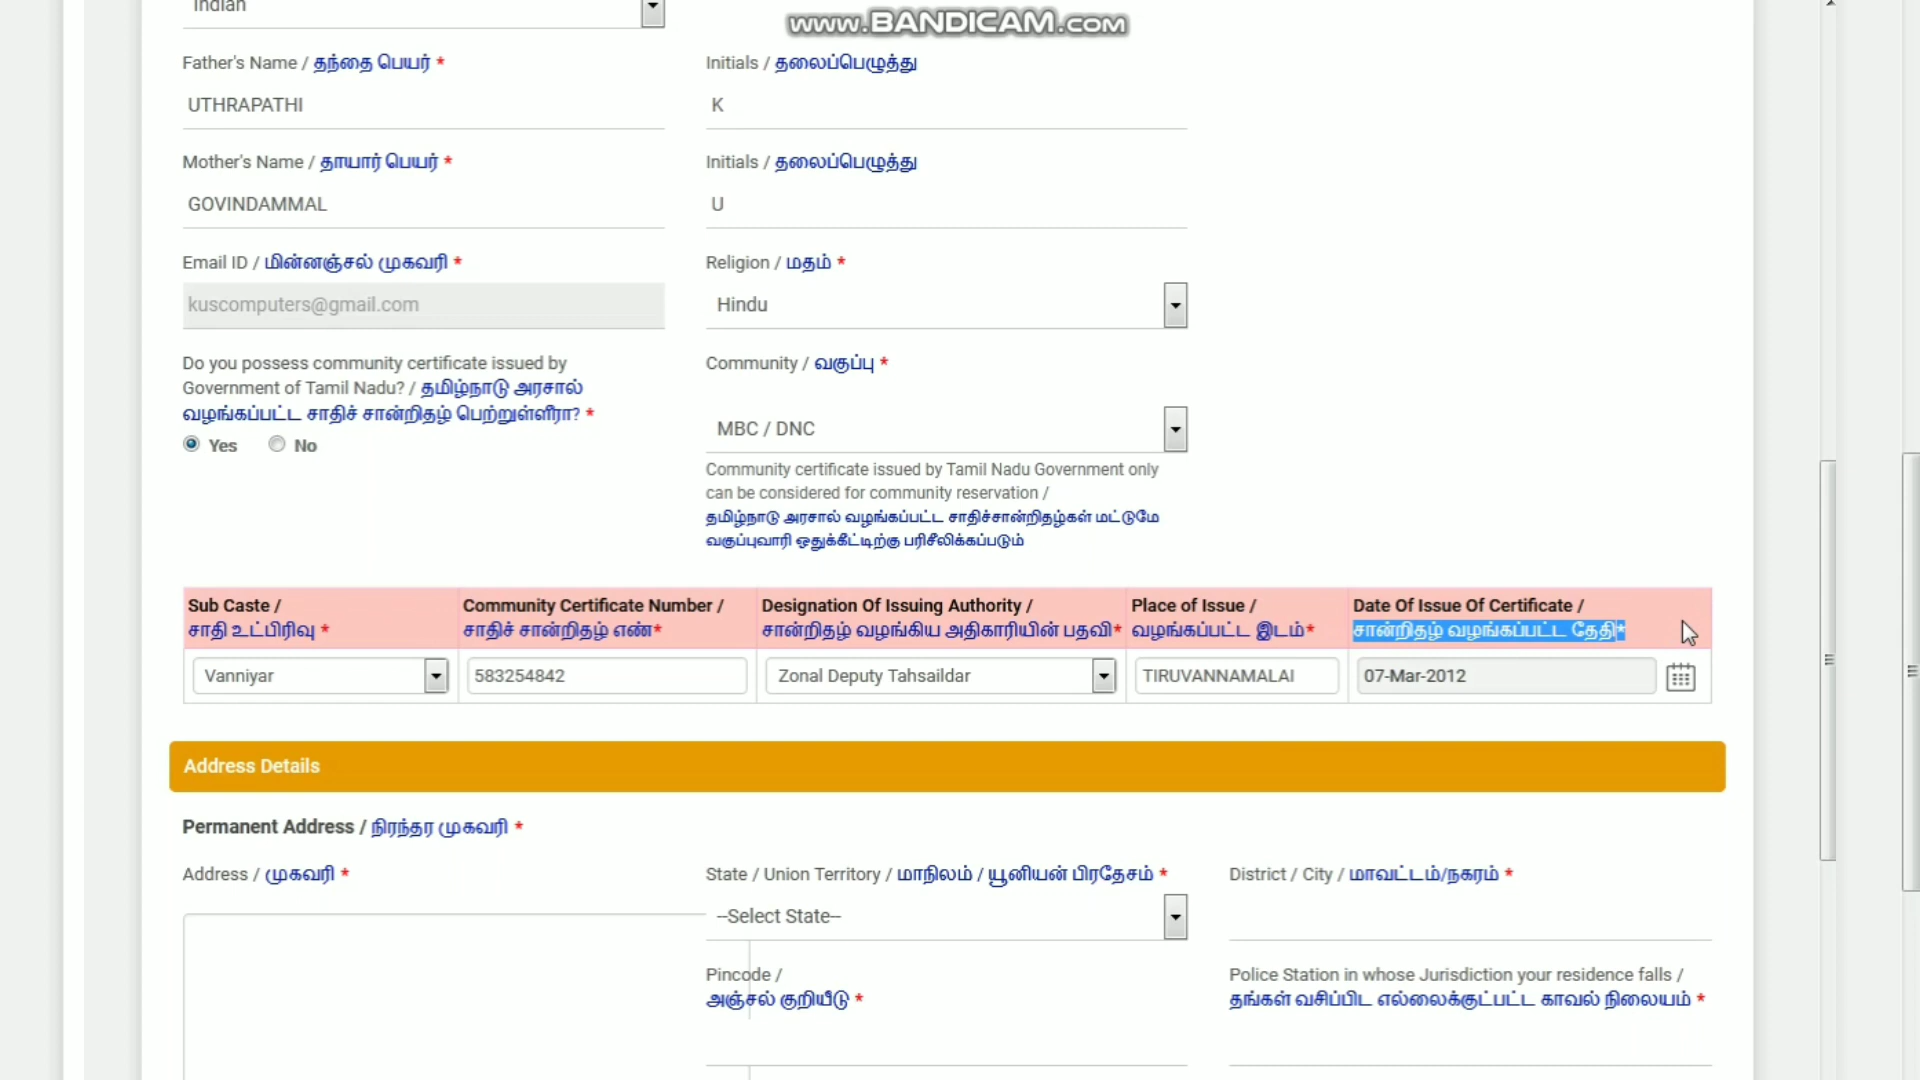 Indian
www.BANDICAM.com
Father's Name / தந்தை பெயர் *
Initials / தலைப்பெழுத்து
UTHRAPATHI
K
Mother's Name / தாயார் பெயர் *
Initials / தலைப்பெழுத்து
GOVINDAMMAL
U
Email ID / மின்னஞ்சல் முகவரி *
Religion / மதம் *
kuscomputers@gmail.com
Hindu
Do you possess community certificate issued by
Government of Tamil Nadu? / தமிழ்நாடு அரசால்
வழங்கப்பட்ட சாதிச் சான்றிதழ் பெற்றுள்ளீரா? *
Yes No
Community / வகுப்பு *
MBC / DNC
Community certificate issued by Tamil Nadu Government only
can be considered for community reservation /
தமிழ்நாடு அரசால் வழங்கப்பட்ட சாதிச்சான்றிதழ்கள் மட்டுமே
வகுப்புவாரி ஒதுக்கீட்டிற்கு பரிசீலிக்கப்படும்
Sub Caste /
சாதி உட்பிரிவு *
Community Certificate Number /
சாதிச் சான்றிதழ் எண்*
Designation Of Issuing Authority /
சான்றிதழ் வழங்கிய அதிகாரியின் பதவி*
Place of Issue /
வழங்கப்பட்ட இடம்*
Date Of Issue Of Certificate /
சான்றிதழ் வழங்கப்பட்ட தேதி*
Vanniyar
583254842
Zonal Deputy Tahsaildar
TIRUVANNAMALAI
07-Mar-2012
Address Details
Permanent Address / நிரந்தர முகவரி *
Address / முகவரி *
State / Union Territory / மாநிலம் / யூனியன் பிரதேசம் *
District / City / மாவட்டம்/நகரம் *
--Select State--
Pincode /
அஞ்சல் குறியீடு *
Police Station in whose Jurisdiction your residence falls /
தங்கள் வசிப்பிட எல்லைக்குட்பட்ட காவல் நிலையம் *